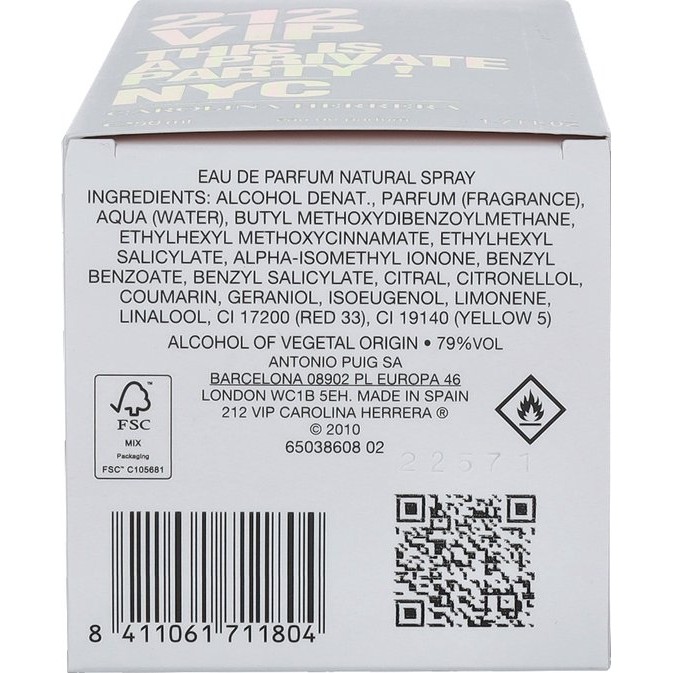 212
VIP
THIS IS
A PRIVATE
PARTY!
NYC
CAROLINA HERRERA
EAU DE PARFUM NATURAL SPRAY
INGREDIENTS: ALCOHOL DENAT., PARFUM (FRAGRANCE),
AQUA (WATER), BUTYL METHOXYDIBENZOYLMETHANE,
ETHYLHEXYL METHOXYCINNAMATE, ETHYLHEXYL
SALICYLATE, ALPHA-ISOMETHYL IONONE, BENZYL
BENZOATE, BENZYL SALICYLATE, CITRAL, CITRONELLOL,
COUMARIN, GERANIOL, ISOEUGENOL, LIMONENE,
LINALOOL, CI 17200 (RED 33), CI 19140 (YELLOW 5)
ALCOHOL OF VEGETAL ORIGIN • 79%VOL
ANTONIO PUIG SA
BARCELONA 08902 PL EUROPA 46
LONDON WC1B 5EH. MADE IN SPAIN
212 VIP CAROLINA HERRERA ®
© 2010
65038608 02
22571
FSC
MIX
Packaging
FSC™ C105681
8 411061 711804